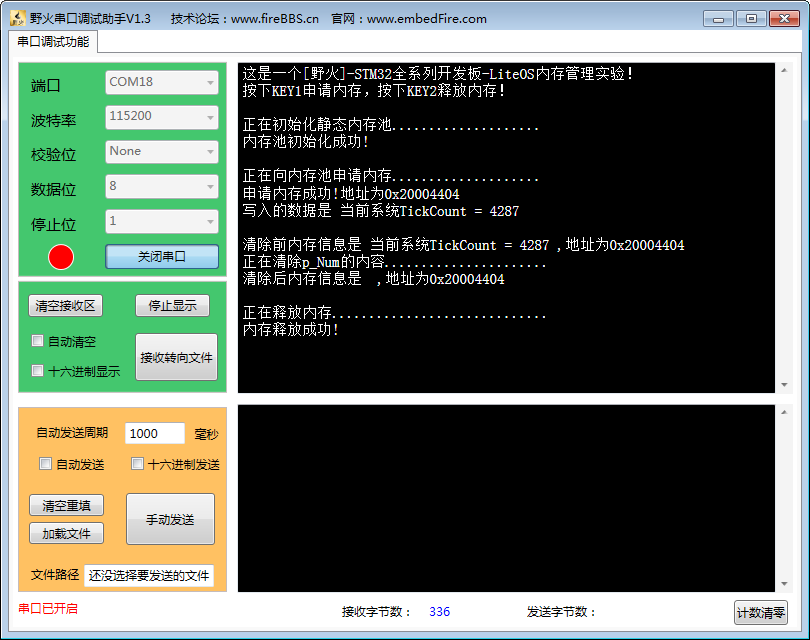 野火串口调试助手V1.3 技术论坛：www.fireBBS.cn 官网：www.embedFire.com
串口调试功能
端口 COM18
波特率 115200
校验位 None
数据位 8
停止位 1
关闭串口
清空接收区 停止显示
自动清空
接收转向文件
十六进制显示
这是一个[野火]-STM32全系列开发板-LiteOS内存管理实验!
按下KEY1申请内存，按下KEY2释放内存!
正在初始化静态内存池....................
内存池初始化成功!
正在向内存池申请内存....................
申请内存成功!地址为0x20004404
写入的数据是 当前系统TickCount = 4287
清除前内存信息是 当前系统TickCount = 4287 ,地址为0x20004404
正在清除p_Num的内容......................
清除后内存信息是 ,地址为0x20004404
正在释放内存.............................
内存释放成功!
自动发送周期 1000 毫秒
自动发送 十六进制发送
清空重填
手动发送
加载文件
文件路径 还没选择要发送的文件
串口已开启 接收字节数： 336 发送字节数： 计数清零